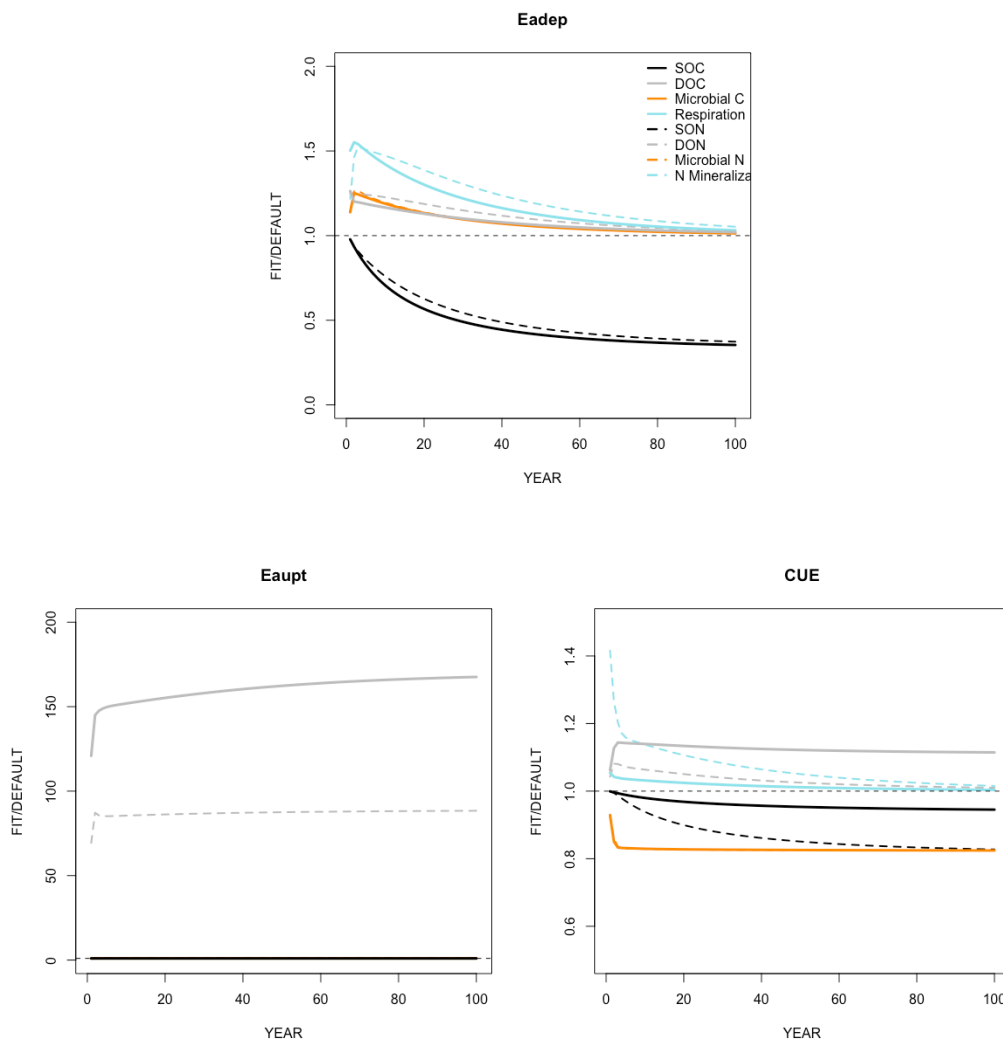 Eadep
FIT/DEFAULT
2.0
1.5
1.0
0.5
0.0
SOC
DOC
Microbial C
Respiration
SON
DON
Microbial N
N Mineraliza
0 20 40 60 80 100
YEAR
Eaupt
FIT/DEFAULT
200
150
100
50
0
0 20 40 60 80 100
YEAR
CUE
FIT/DEFAULT
1.4
1.2
1.0
0.8
0.6
0 20 40 60 80 100
YEAR